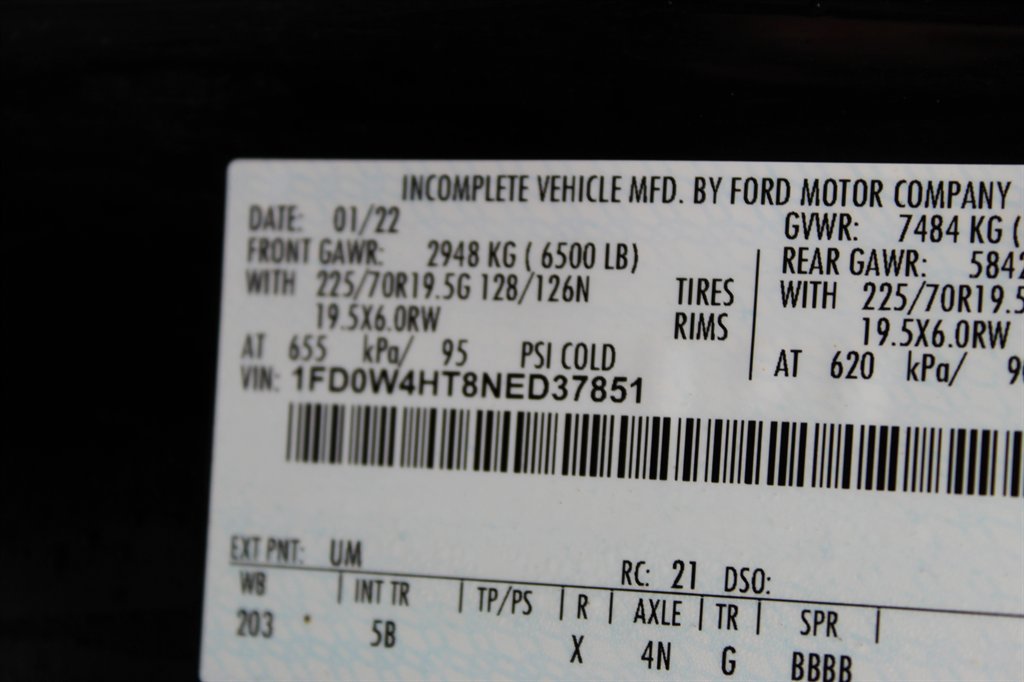 INCOMPLETE VEHICLE MFD. BY FORD MOTOR COMPANY
DATE: 01/22 GVWR: 7484 KG (
FRONT GAWR: 2948 KG ( 6500 LB) REAR GAWR: 5842
WITH 225/70R19.5G 128/126N TIRES WITH 225/70R19.5
19.5X6.0RW RIMS 19.5X6.0RW
AT 655 kPa/ 95 PSI COLD AT 620 kPa/ 90
VIN: 1FD0W4HT8NED37851
EXT PNT: UM RC: 21 DSO:
WB | INT TR | TP/PS | R | AXLE | TR | SPR |
203 5B X 4N G BBBB